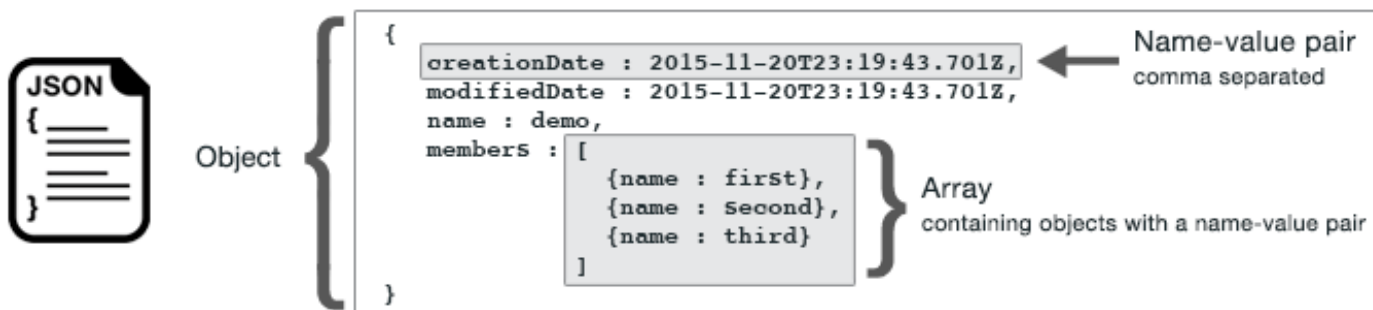 JSON
{
}
Object
{
creationDate : 2015-11-20T23:19:43.701Z,
modifiedDate : 2015-11-20T23:19:43.701Z,
name : demo,
members : [
{name : first},
{name : second},
{name : third}
]
}
Name-value pair
comma separated
Array
containing objects with a name-value pair